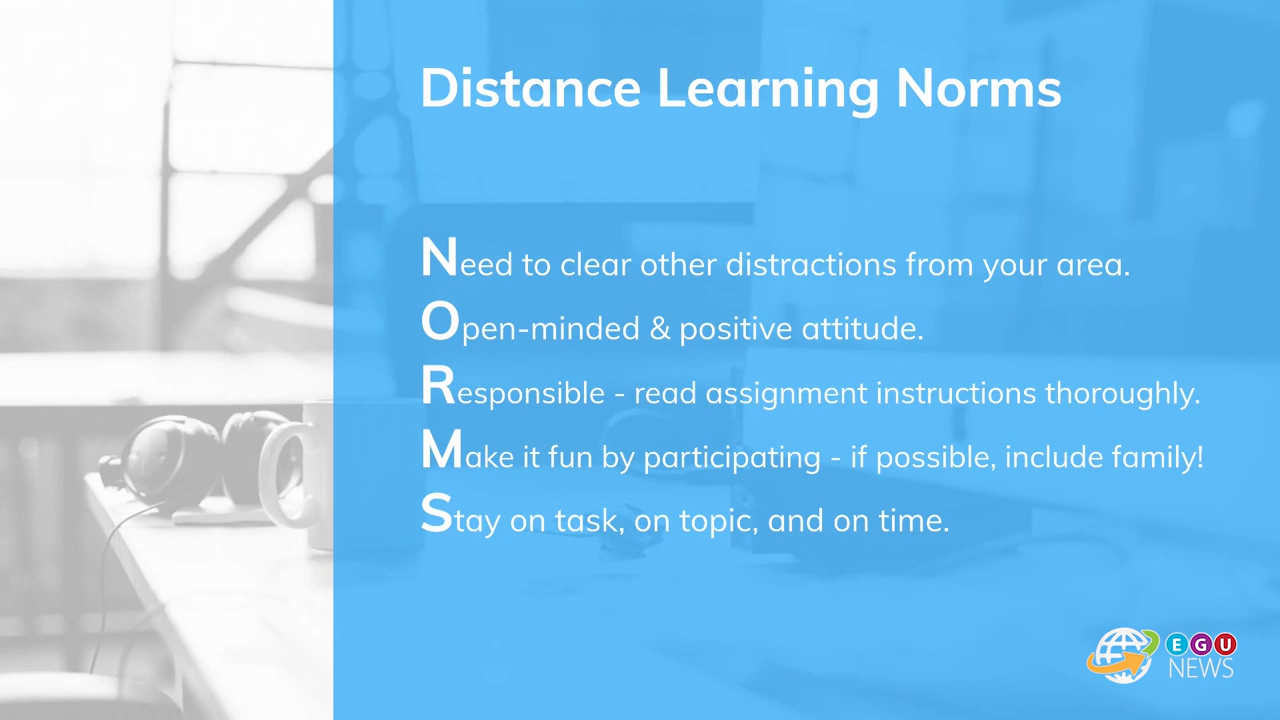 Distance Learning Norms
Need to clear other distractions from your area.
Open-minded & positive attitude.
Responsible - read assignment instructions thoroughly.
Make it fun by participating - if possible, include family!
Stay on task, on topic, and on time.
EGU
NEWS